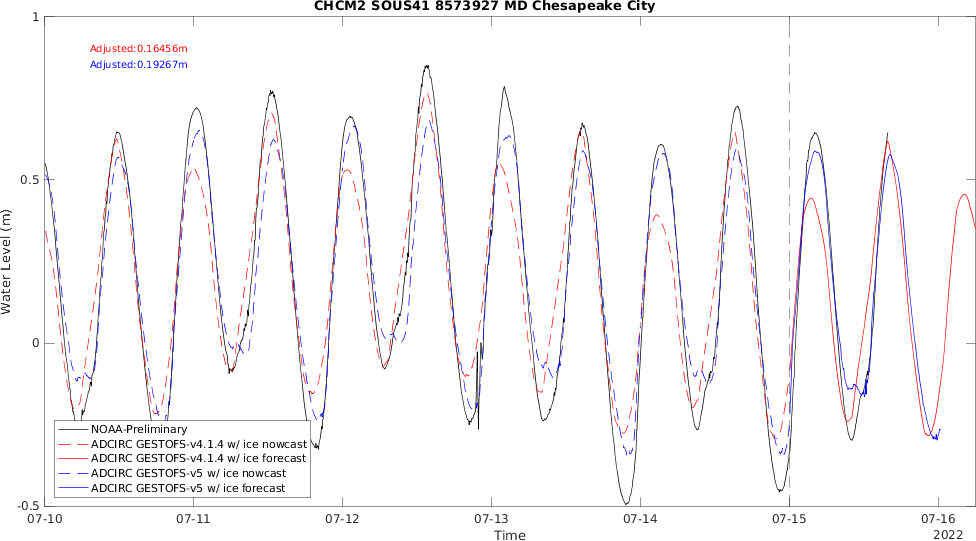 CHCM2 SOUS41 8573927 MD Chesapeake City
Adjusted:0.16456m
Adjusted:0.19267m
Water Level (m)
1
0.5
0
-0.5
NOAA-Preliminary
ADCIRC GESTOFS-v4.1.4 w/ ice nowcast
ADCIRC GESTOFS-v4.1.4 w/ ice forecast
ADCIRC GESTOFS-v5 w/ ice nowcast
ADCIRC GESTOFS-v5 w/ ice forecast
07-10 07-11 07-12 07-13 07-14 07-15 07-16
Time
2022